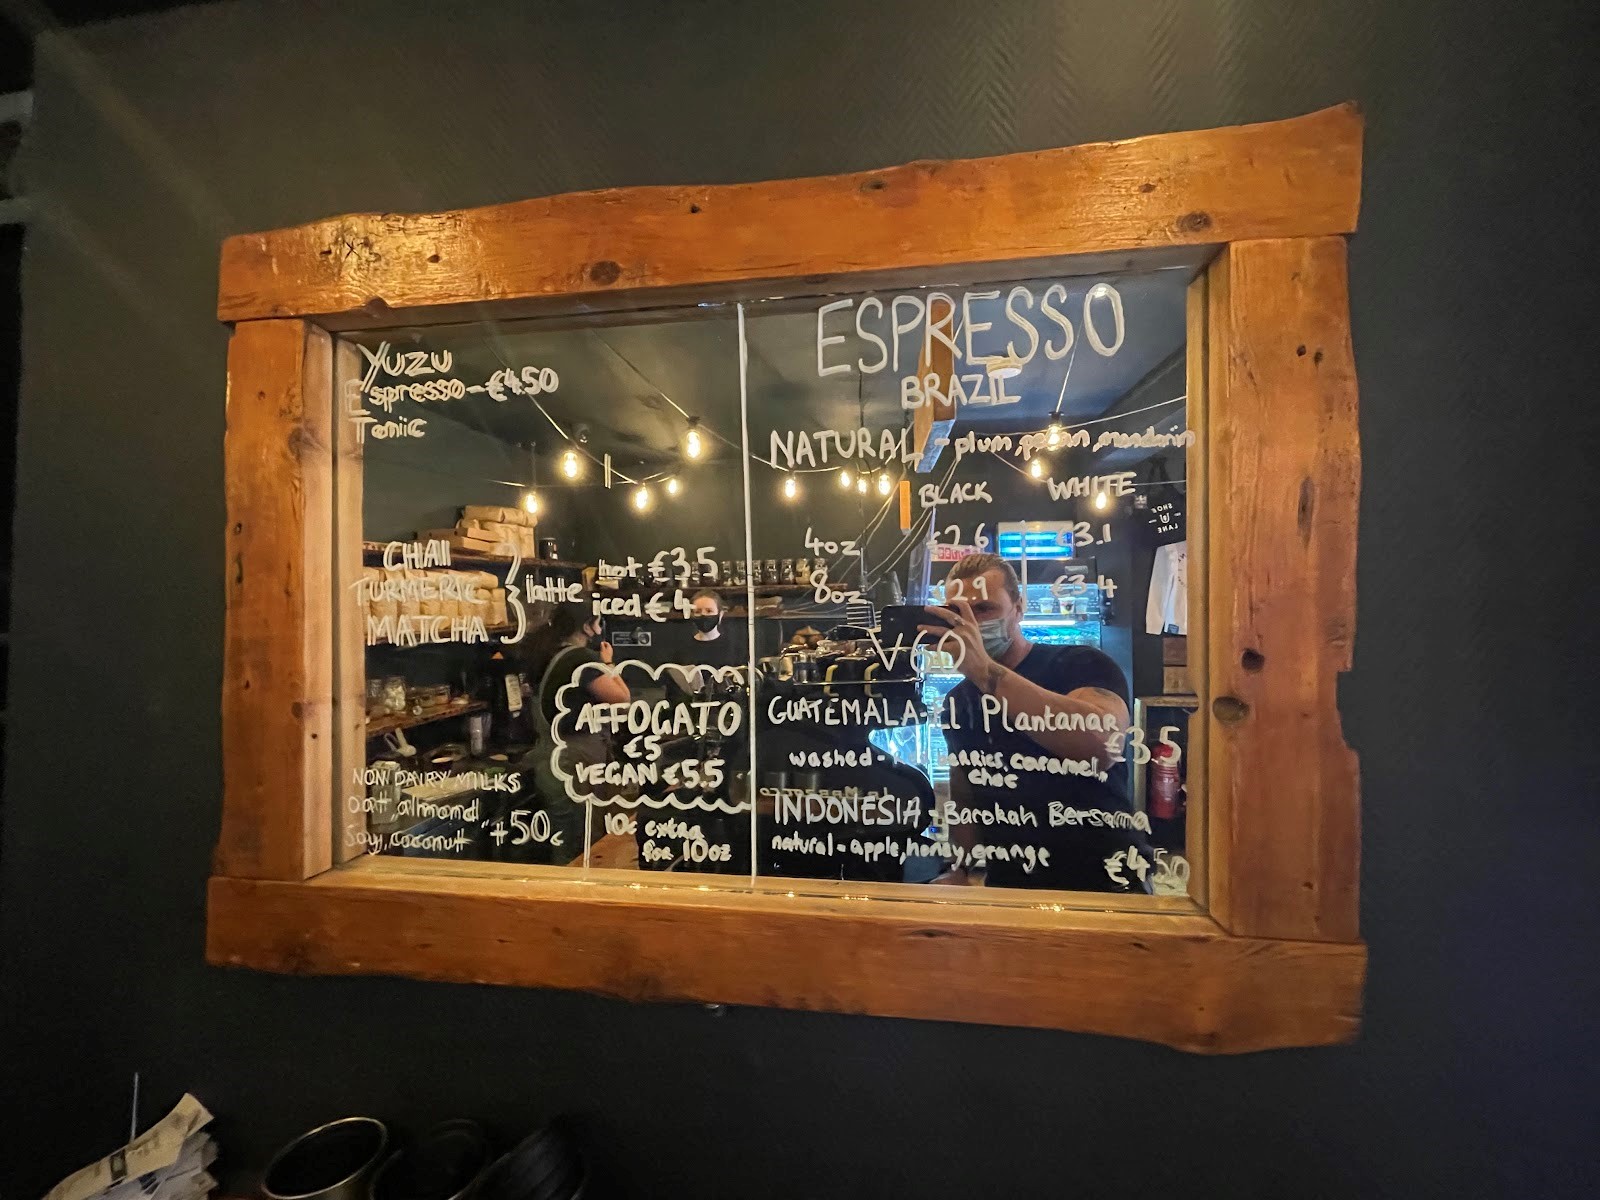 YUZU
Espresso - €4.50
Toniic
CHAI
TURMERIC
MATCHA
latte
hot €3.5
iced €4
AFFOGATO
€5
VEGAN €5.5
NON DAIRY MILKS
oat, almond
Soy, coconut +50c
10c extra
for 10oz
ESPRESSO
BRAZIL
NATURAL - plum, pecan, mandarin
BLACK WHITE
4oz €2.6 €3.1
8oz €2.9 €3.4
V60
GUATEMALA - El Plantanar
€3.5
washed - berries, caramel,
choc
INDONESIA - Barokah Bersama
natural - apple, honey, orange
€4.50
SHOE
LANE